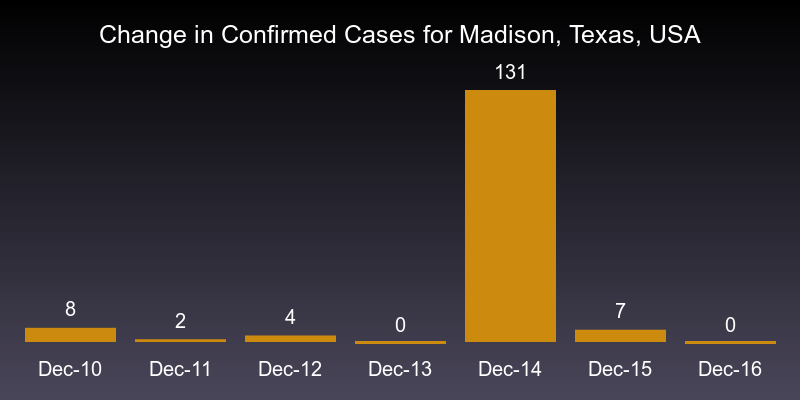 Change in Confirmed Cases for Madison, Texas, USA
131
8
2
4
0
7
0
Dec-10
Dec-11
Dec-12
Dec-13
Dec-14
Dec-15
Dec-16